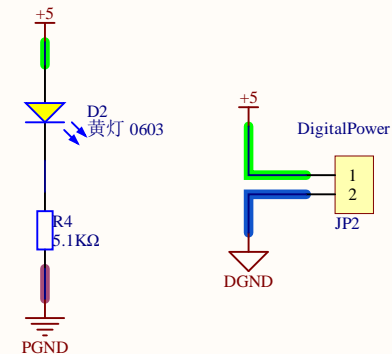 +5
D2
黄灯 0603
R4
5.1KΩ
PGND
+5
DigitalPower
1
2
JP2
DGND